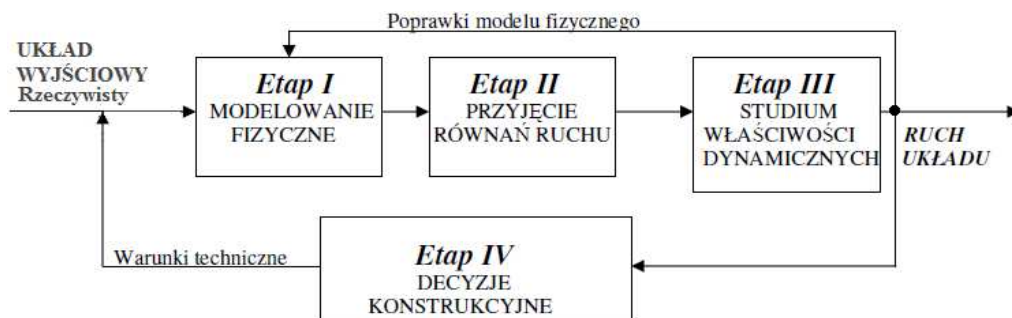 Poprawki modelu fizycznego
UKŁAD
WYJŚCIOWY
Rzeczywisty
Etap I
MODELOWANIE
FIZYCZNE
Etap II
PRZYJĘCIE
RÓWNAŃ RUCHU
Etap III
STUDIUM
WŁAŚCIWOŚCI
DYNAMICZNYCH
RUCH
UKŁADU
Warunki techniczne
Etap IV
DECYZJE
KONSTRUKCYJNE